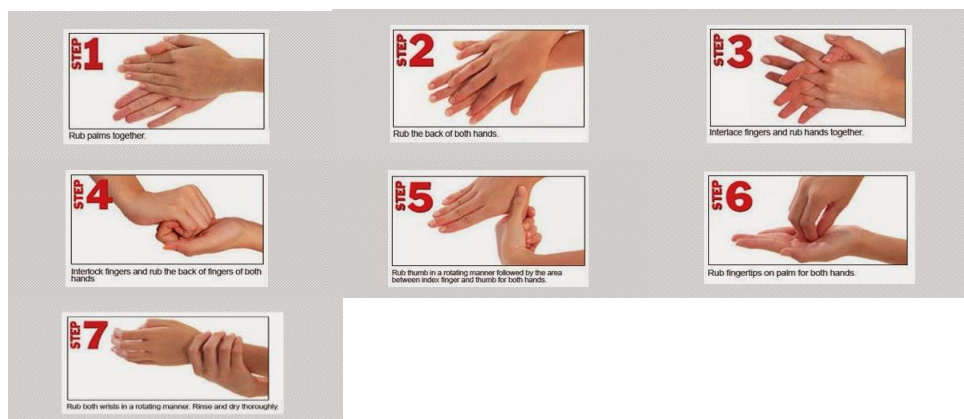 STEP 1
Rub palms together.
STEP 2
Rub the back of both hands.
STEP 3
Interlace fingers and rub hands together.
STEP 4
Interlock fingers and rub the back of fingers of both
hands
STEP 5
Rub thumb in a rotating manner followed by the area
between index finger and thumb for both hands.
STEP 6
Rub fingertips on palm for both hands.
STEP 7
Rub both wrists in a rotating manner. Rinse and dry thoroughly.